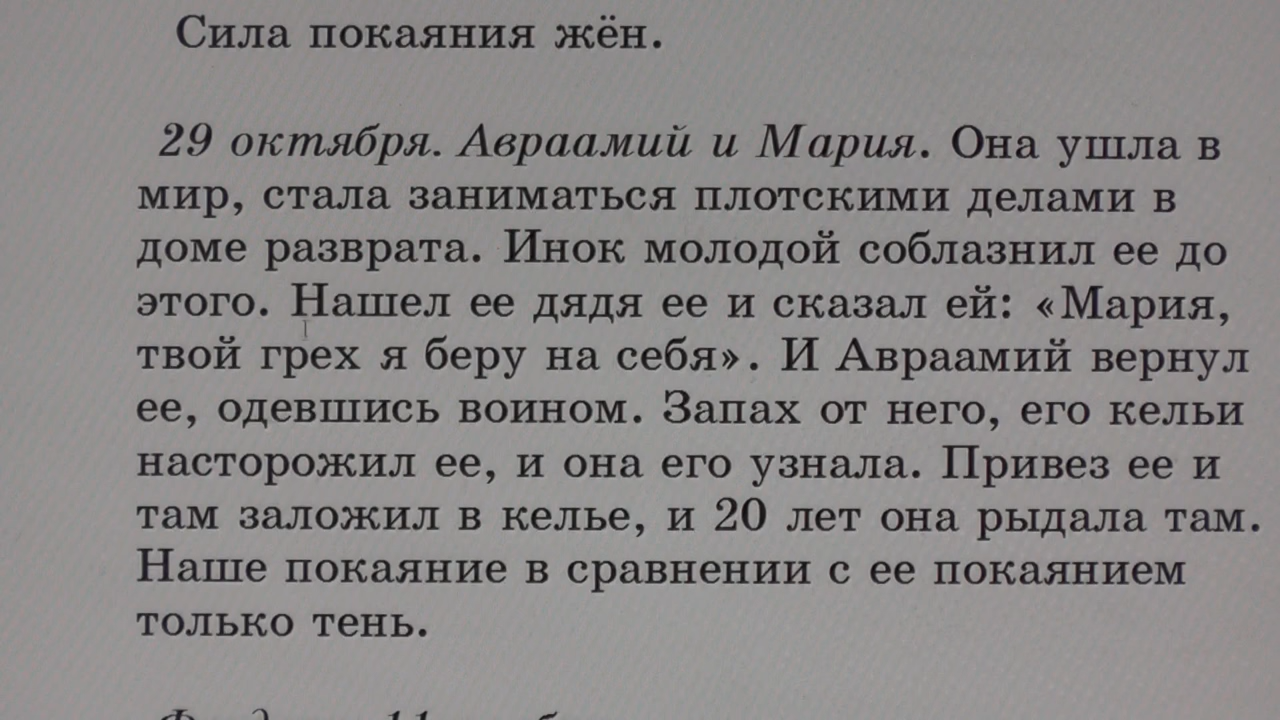 Сила покаяния жён.
29 октября. Авраамий и Мария. Она ушла в
мир, стала заниматься плотскими делами в
доме разврата. Инок молодой соблазнил ее до
этого. Нашел ее дядя ее и сказал ей: «Мария,
твой грех я беру на себя». И Авраамий вернул
ее, одевшись воином. Запах от него, его кельи
насторожил ее, и она его узнала. Привез ее и
там заложил в келье, и 20 лет она рыдала там.
Наше покаяние в сравнении с ее покаянием
только тень.